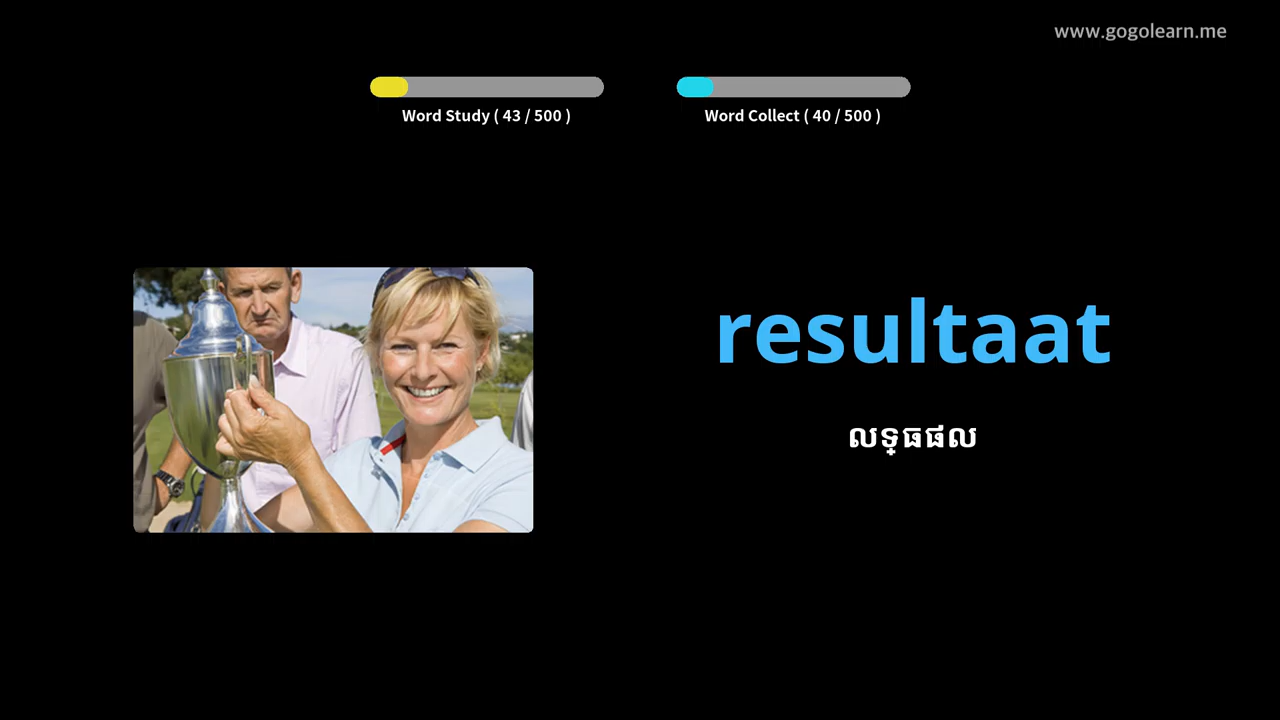 www.gogolearn.me
Word Study ( 43 / 500 )
Word Collect ( 40 / 500 )
resultaat
លទ្ធផល